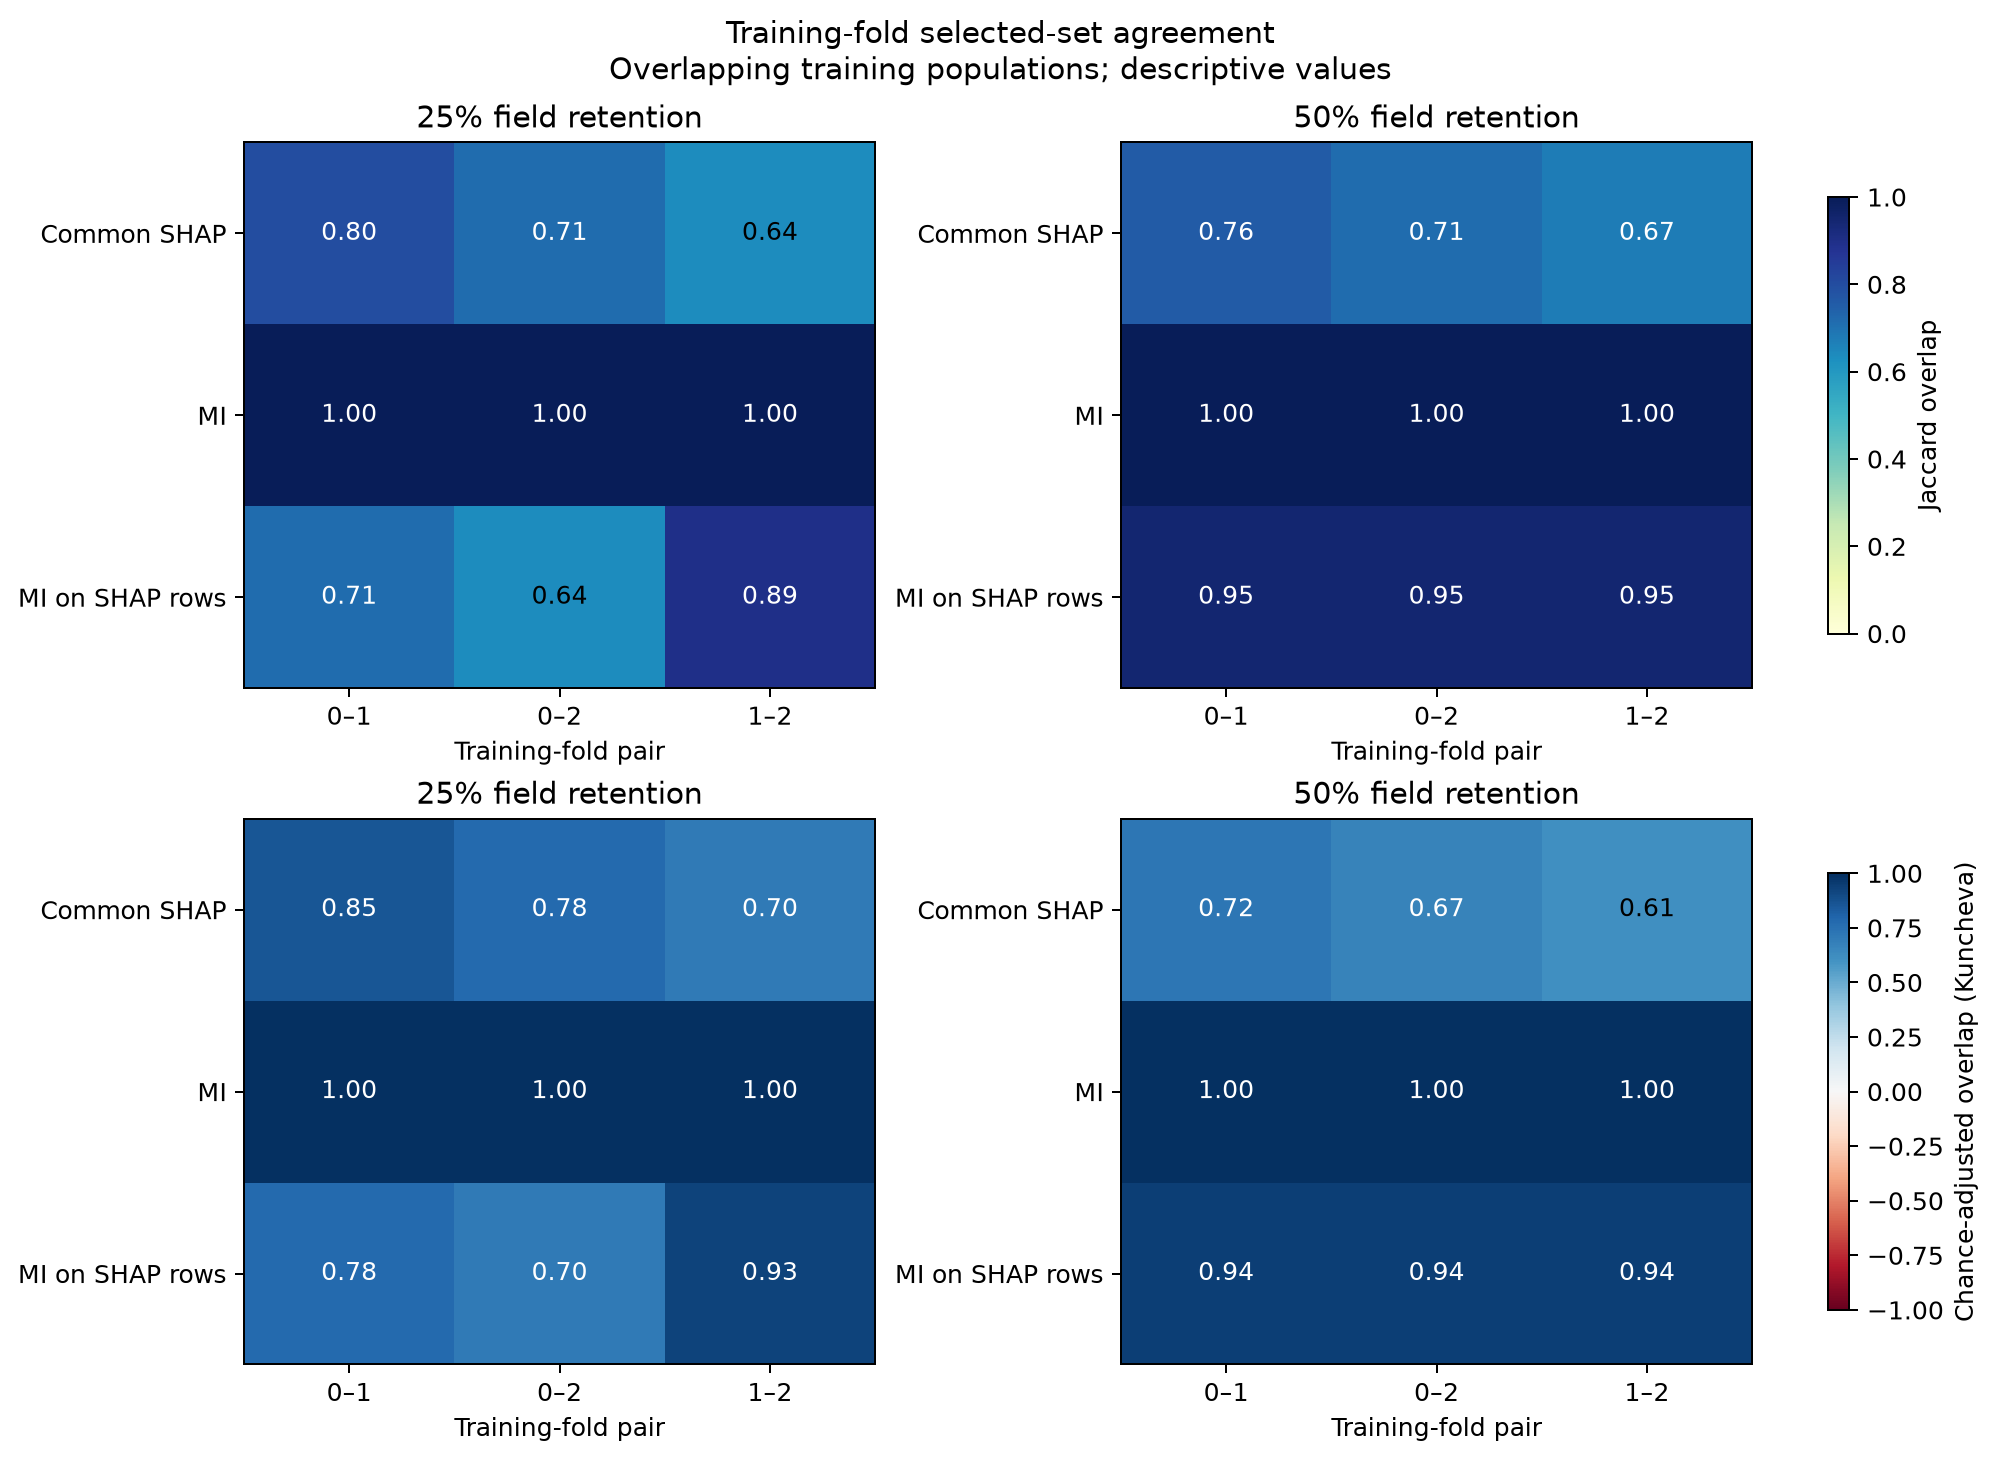 Training-fold selected-set agreement
Overlapping training populations; descriptive values
25% field retention
50% field retention
Common SHAP
0.80 0.71 0.64
MI
1.00 1.00 1.00
MI on SHAP rows
0.71 0.64 0.89
0–1 0–2 1–2
Training-fold pair
Common SHAP
0.76 0.71 0.67
MI
1.00 1.00 1.00
MI on SHAP rows
0.95 0.95 0.95
0–1 0–2 1–2
Training-fold pair
1.0
0.8
0.6
0.4
0.2
0.0
Jaccard overlap
25% field retention
50% field retention
Common SHAP
0.85 0.78 0.70
MI
1.00 1.00 1.00
MI on SHAP rows
0.78 0.70 0.93
0–1 0–2 1–2
Training-fold pair
Common SHAP
0.72 0.67 0.61
MI
1.00 1.00 1.00
MI on SHAP rows
0.94 0.94 0.94
0–1 0–2 1–2
Training-fold pair
1.00
0.75
0.50
0.25
0.00
−0.25
−0.50
−0.75
−1.00
Chance-adjusted overlap (Kuncheva)